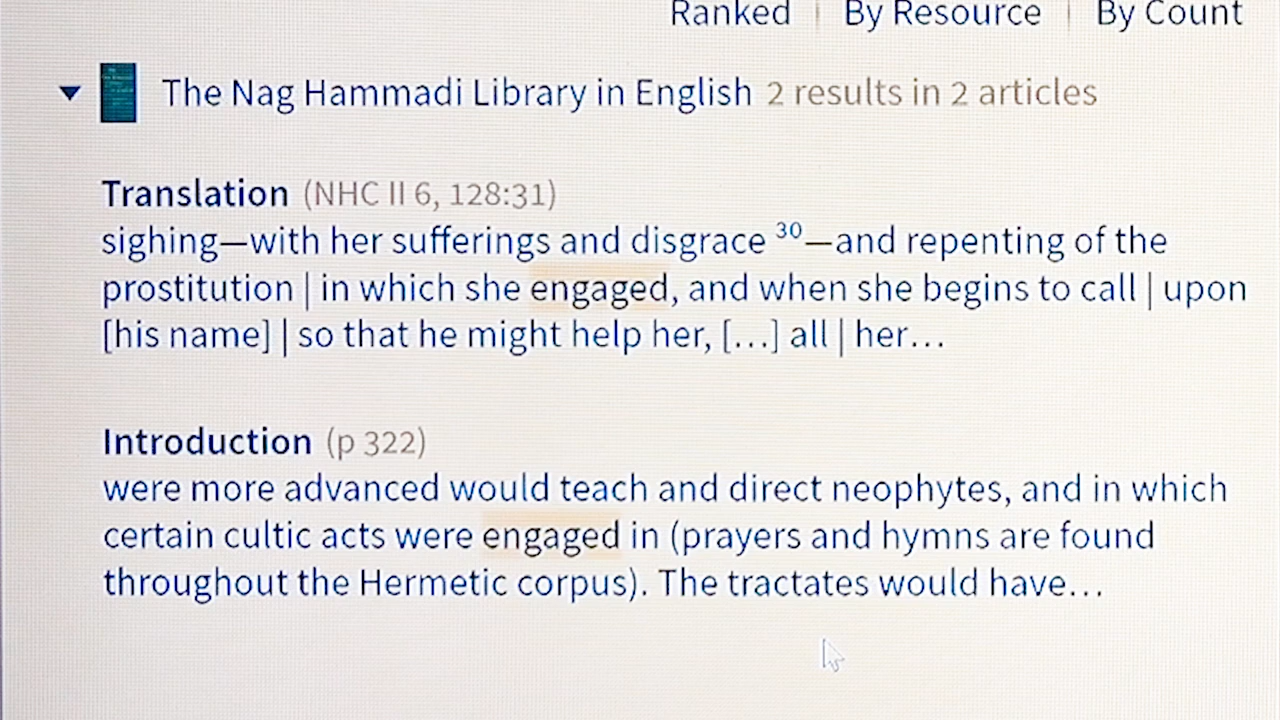 Ranked | By Resource | By Count
The Nag Hammadi Library in English 2 results in 2 articles
Translation (NHC II 6, 128:31)
sighing—with her sufferings and disgrace ³⁰—and repenting of the
prostitution | in which she engaged, and when she begins to call | upon
[his name] | so that he might help her, […] all | her…
Introduction (p 322)
were more advanced would teach and direct neophytes, and in which
certain cultic acts were engaged in (prayers and hymns are found
throughout the Hermetic corpus). The tractates would have…